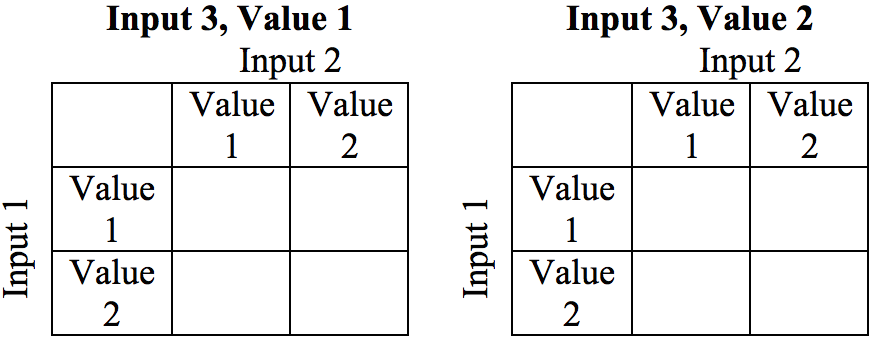 Input 3, Value 1
Input 2
Value Value
1 2
Input 1
Value
1
Value
2
Input 3, Value 2
Input 2
Value Value
1 2
Input 1
Value
1
Value
2